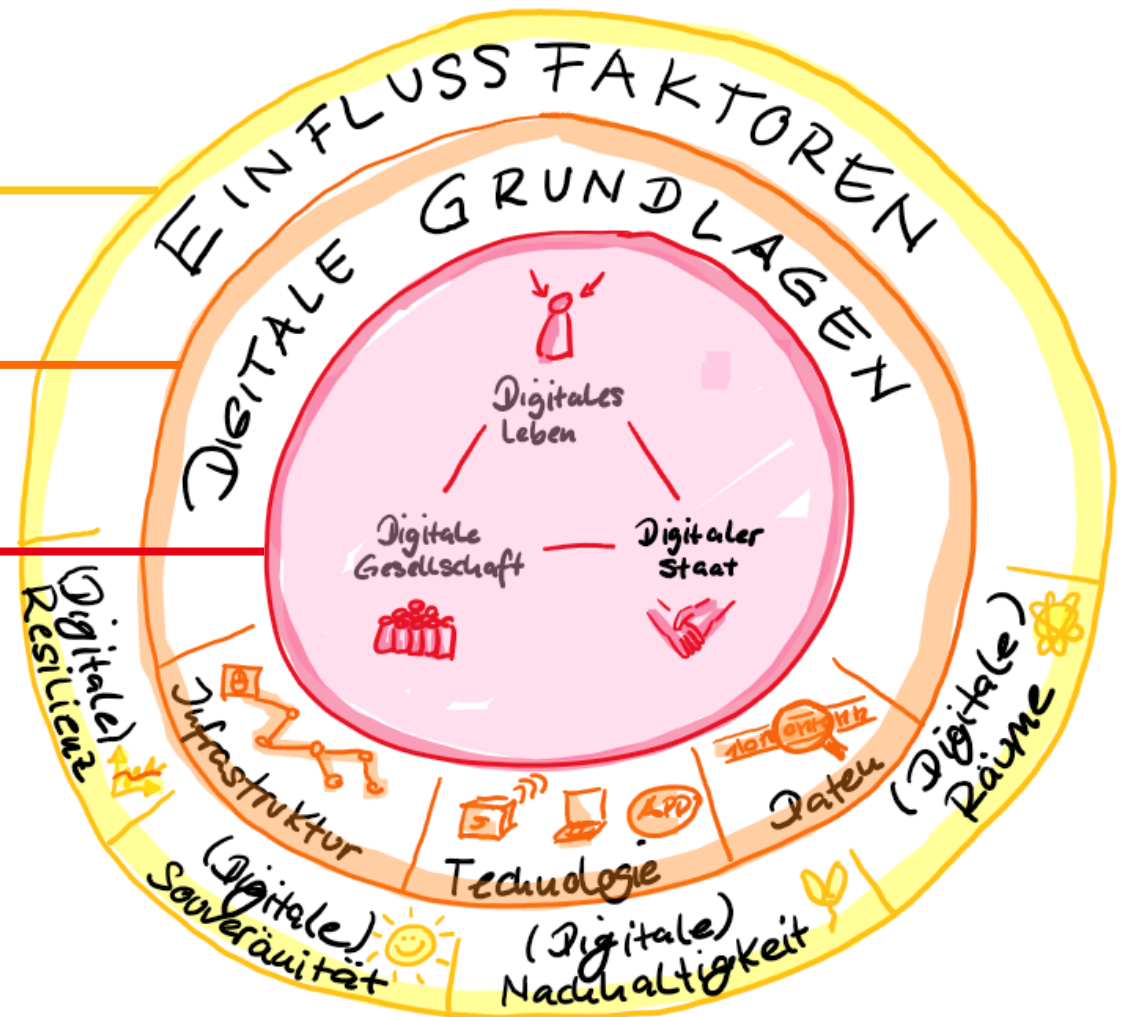 EINFLUSSFAKTOREN
DIGITALE GRUNDLAGEN
Digitales
Leben
Digitale
Gesellschaft
Digitaler
Staat
Infrastruktur
Technologie
APP
Daten
(Digitale)
Resilienz
(Digitale)
Souveränität
(Digitale)
Nachhaltigkeit
(Digitale)
Räume